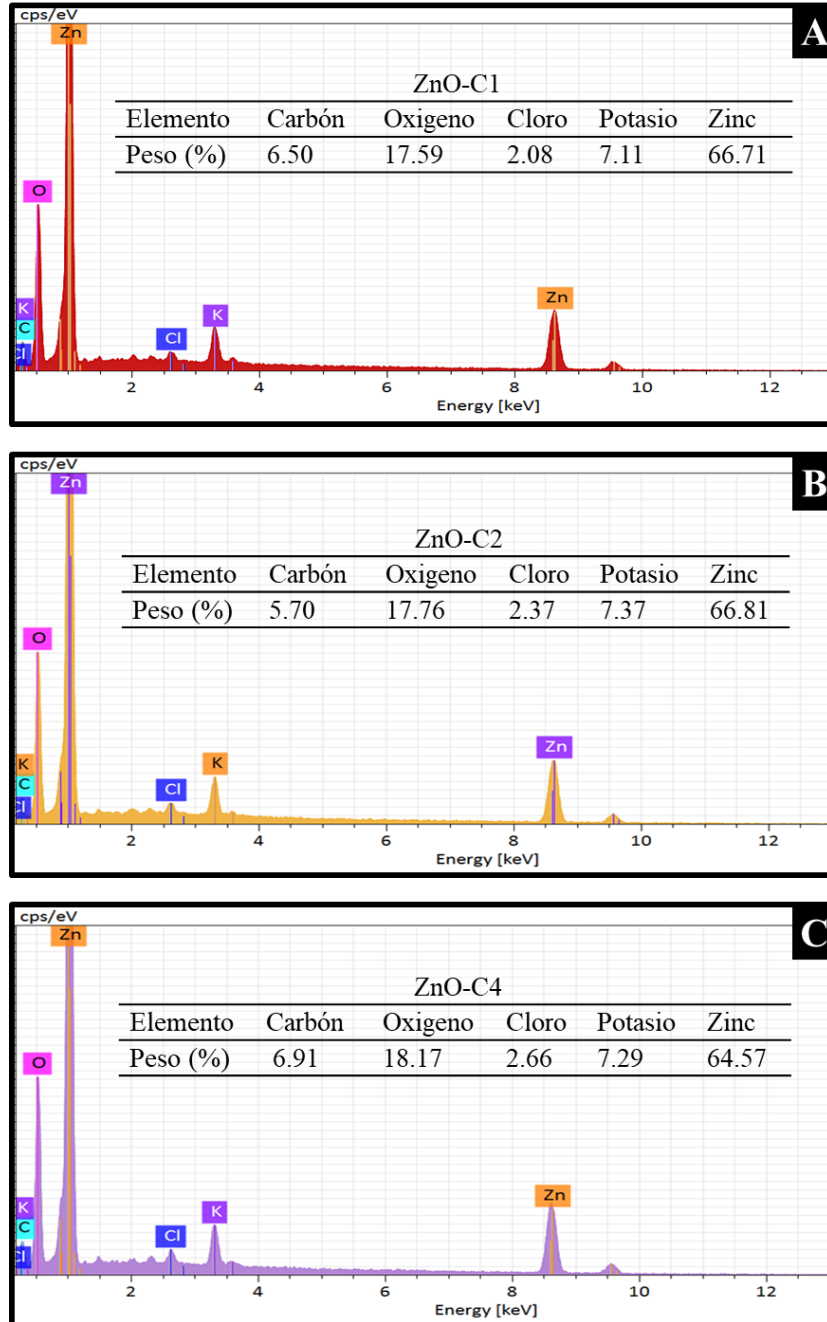 cps/eV
A
Zn
ZnO-C1
Elemento Carbón Oxigeno Cloro Potasio Zinc
Peso (%) 6.50 17.59 2.08 7.11 66.71
O
K
C
Cl
Cl
K
Zn
2 4 6 8 10 12
Energy [keV]
cps/eV
B
Zn
ZnO-C2
Elemento Carbón Oxigeno Cloro Potasio Zinc
Peso (%) 5.70 17.76 2.37 7.37 66.81
O
K
C
Cl
Cl
K
Zn
2 4 6 8 10 12
Energy [keV]
cps/eV
C
Zn
ZnO-C4
Elemento Carbón Oxigeno Cloro Potasio Zinc
Peso (%) 6.91 18.17 2.66 7.29 64.57
O
K
C
Cl
Cl
K
Zn
2 4 6 8 10 12
Energy [keV]